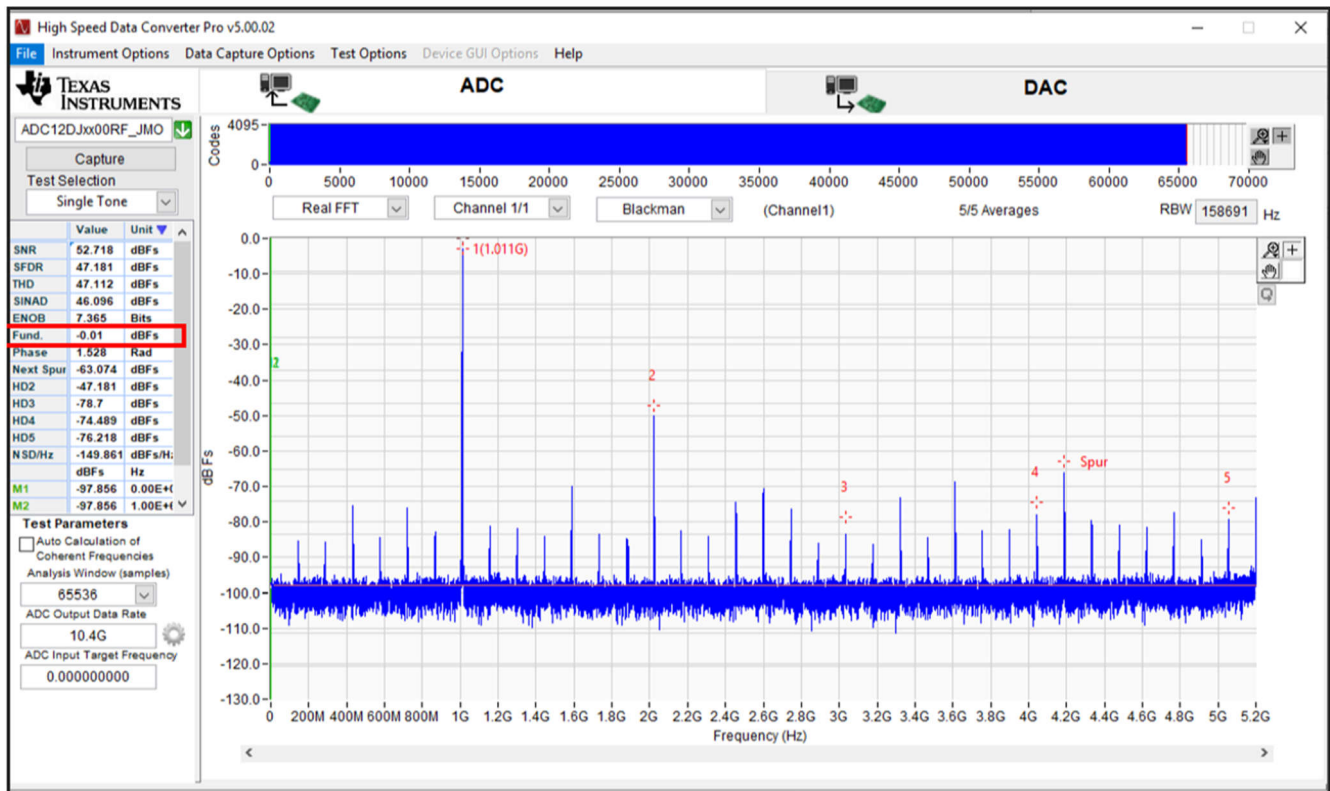 High Speed Data Converter Pro v5.00.02
File Instrument Options Data Capture Options Test Options Device GUI Options Help
TEXAS INSTRUMENTS
ADC
DAC
ADC12DJxx00RF_JMO
Capture
Test Selection
Single Tone
Value Unit
SNR 52.718 dBFs
SFDR 47.181 dBFs
THD 47.112 dBFs
SINAD 46.096 dBFs
ENOB 7.365 Bits
Fund. -0.01 dBFs
Phase 1.528 Rad
Next Spur -63.074 dBFs
HD2 -47.181 dBFs
HD3 -78.7 dBFs
HD4 -74.489 dBFs
HD5 -76.218 dBFs
NSD/Hz -149.861 dBFs/H
dBFs Hz
M1 -97.856 0.00E+(
M2 -97.856 1.00E+(
Test Parameters
Auto Calculation of
Coherent Frequencies
Analysis Window (samples)
65536
ADC Output Data Rate
10.4G
ADC Input Target Frequency
0.000000000
Codes
4095
0
0 5000 10000 15000 20000 25000 30000 35000 40000 45000 50000 55000 60000 65000 70000
Real FFT Channel 1/1 Blackman (Channel1) 5/5 Averages RBW 158691 Hz
dBFs
0.0
-10.0
-20.0
-30.0
-40.0
-50.0
-60.0
-70.0
-80.0
-90.0
-100.0
-110.0
-120.0
-130.0
1(1.011G)
2
2
3
4
Spur
5
0 200M 400M 600M 800M 1G 1.2G 1.4G 1.6G 1.8G 2G 2.2G 2.4G 2.6G 2.8G 3G 3.2G 3.4G 3.6G 3.8G 4G 4.2G 4.4G 4.6G 4.8G 5G 5.2G
Frequency (Hz)